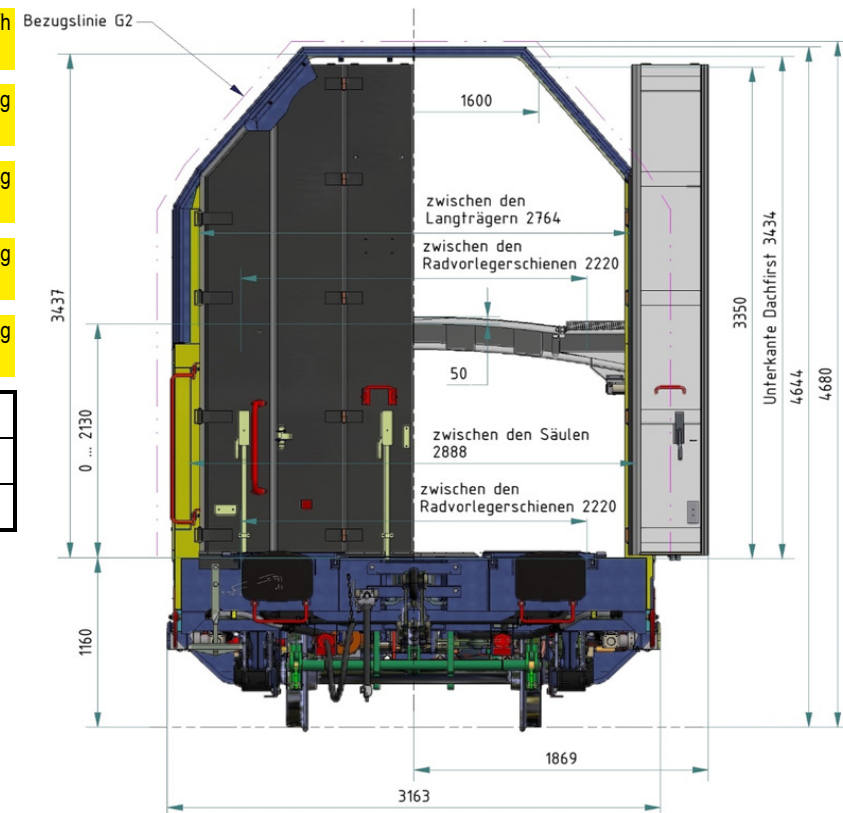 h
Bezugslinie G2
g
g
g
g
1600
zwischen den
Langträgern 2764
zwischen den
Radvorlegerschienen 2220
3437
3350
Unterkante Dachfirst 3434
4644
4680
50
0 ... 2130
zwischen den Säulen
2888
zwischen den
Radvorlegerschienen 2220
1160
1869
3163